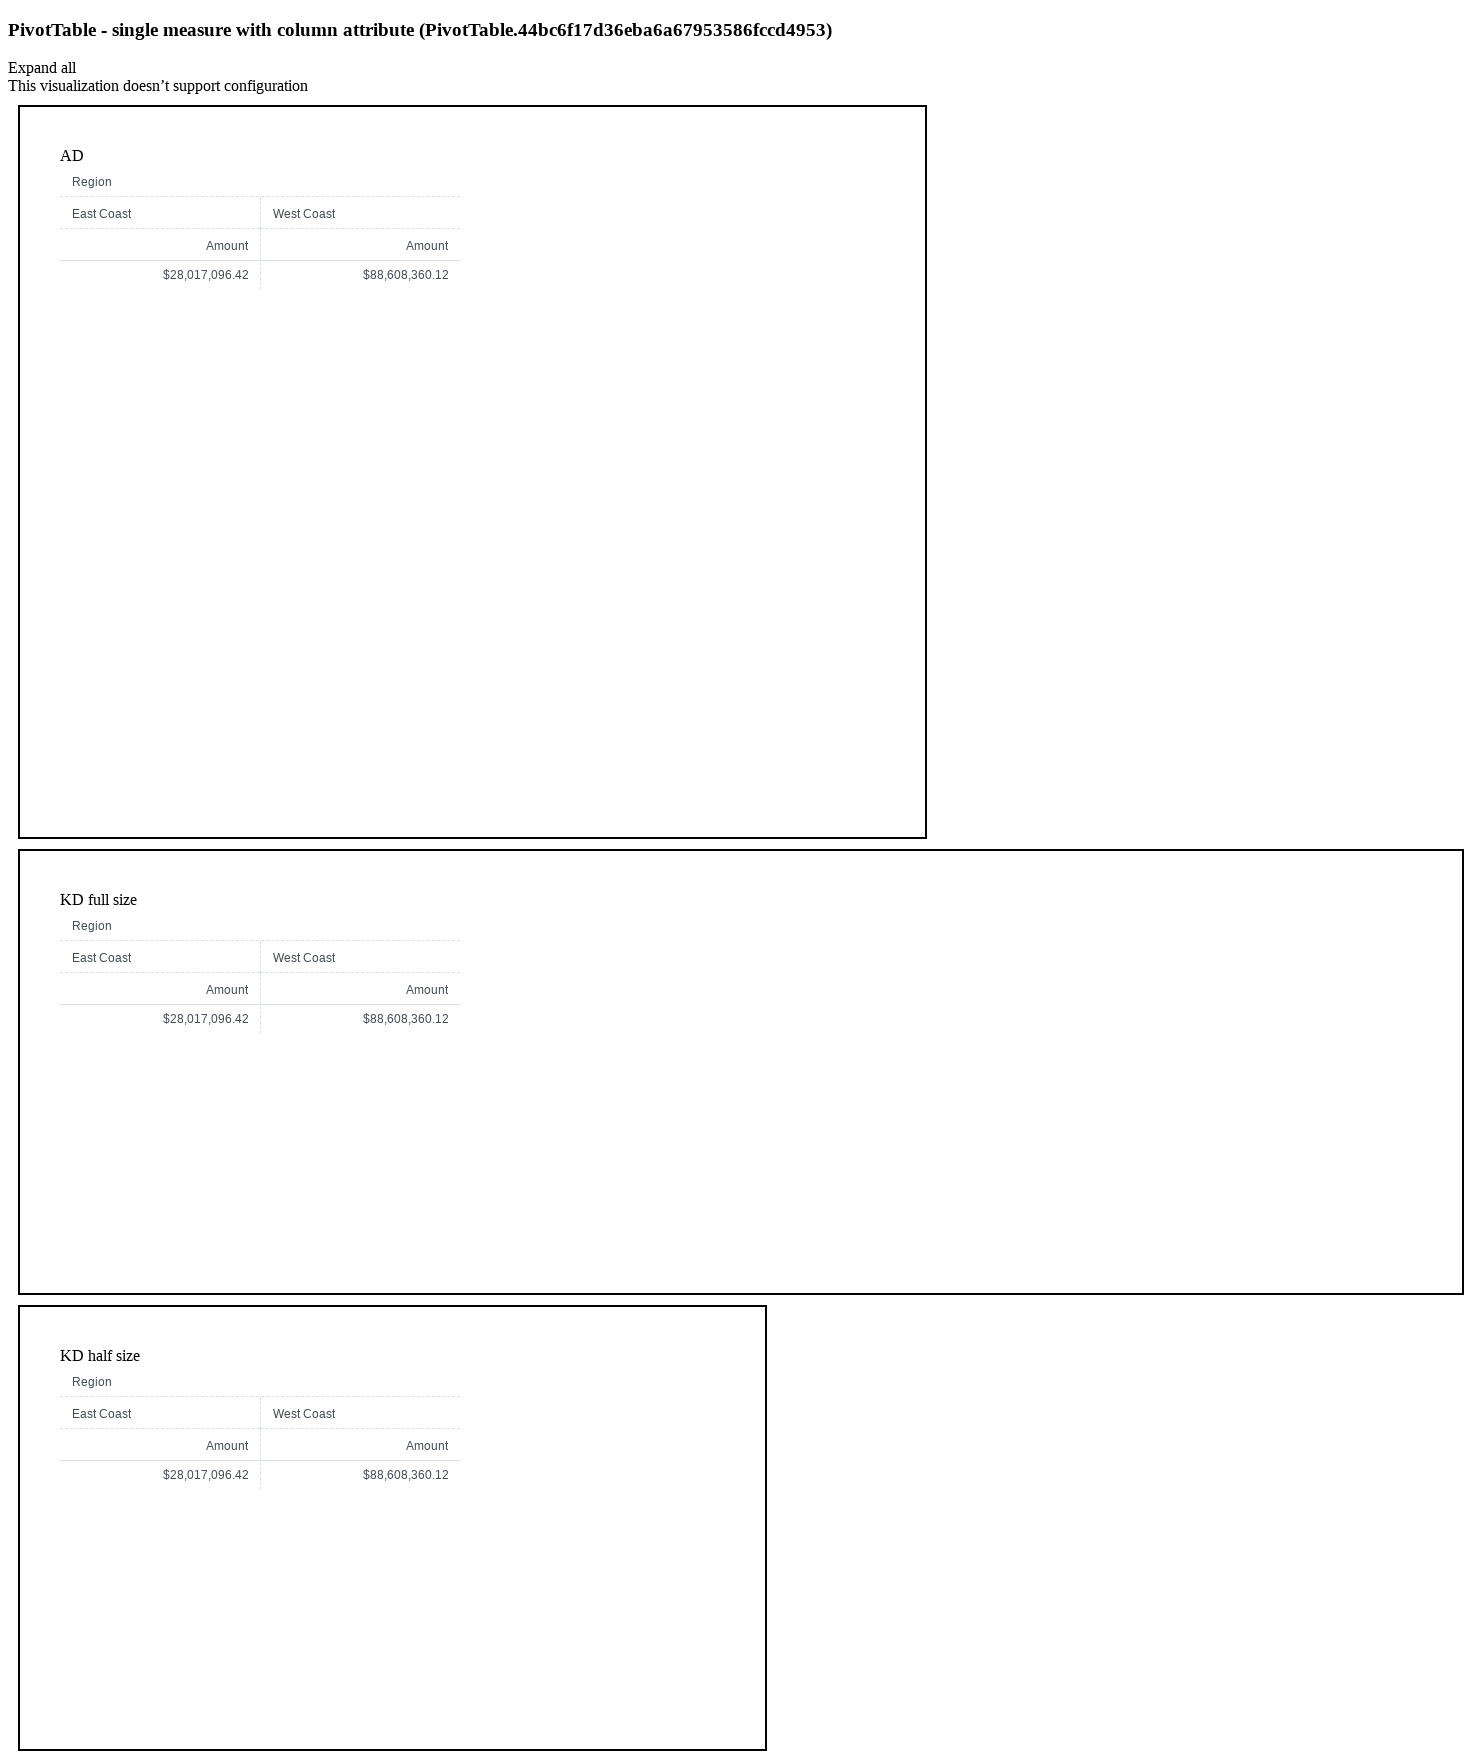 PivotTable - single measure with column attribute (PivotTable.44bc6f17d36eba6a67953586fccd4953)
Expand all
This visualization doesn’t support configuration
AD
Region
East Coast West Coast
Amount Amount
$28,017,096.42 $88,608,360.12
KD full size
Region
East Coast West Coast
Amount Amount
$28,017,096.42 $88,608,360.12
KD half size
Region
East Coast West Coast
Amount Amount
$28,017,096.42 $88,608,360.12